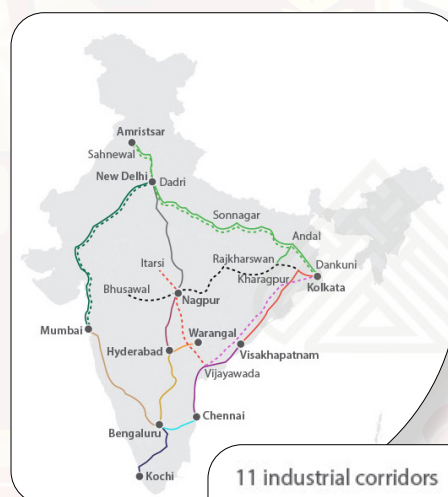 Amristsar
Sahnewal
New Delhi
Dadri
Sonnagar
Andal
Itarsi
Rajkharswan
Dankuni
Bhusawal
Kharagpur
Nagpur
Kolkata
Mumbai
Warangal
Hyderabad
Visakhapatnam
Vijayawada
Chennai
Bengaluru
Kochi
11 industrial corridors